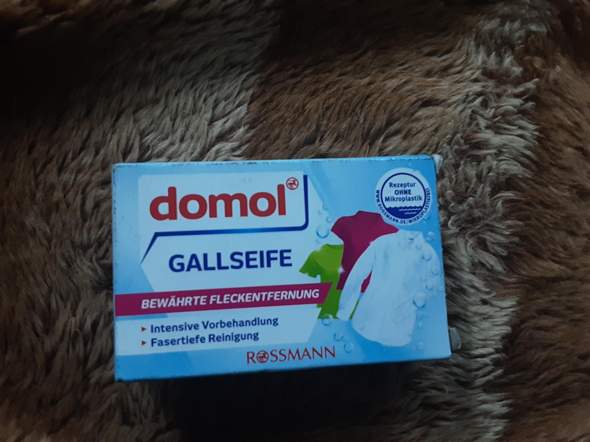 domol
Rezeptur
OHNE
Mikroplastik
GALLSEIFE
BEWÄHRTE FLECKENTFERNUNG
▸ Intensive Vorbehandlung
▸ Fasertiefe Reinigung
ROSSMANN